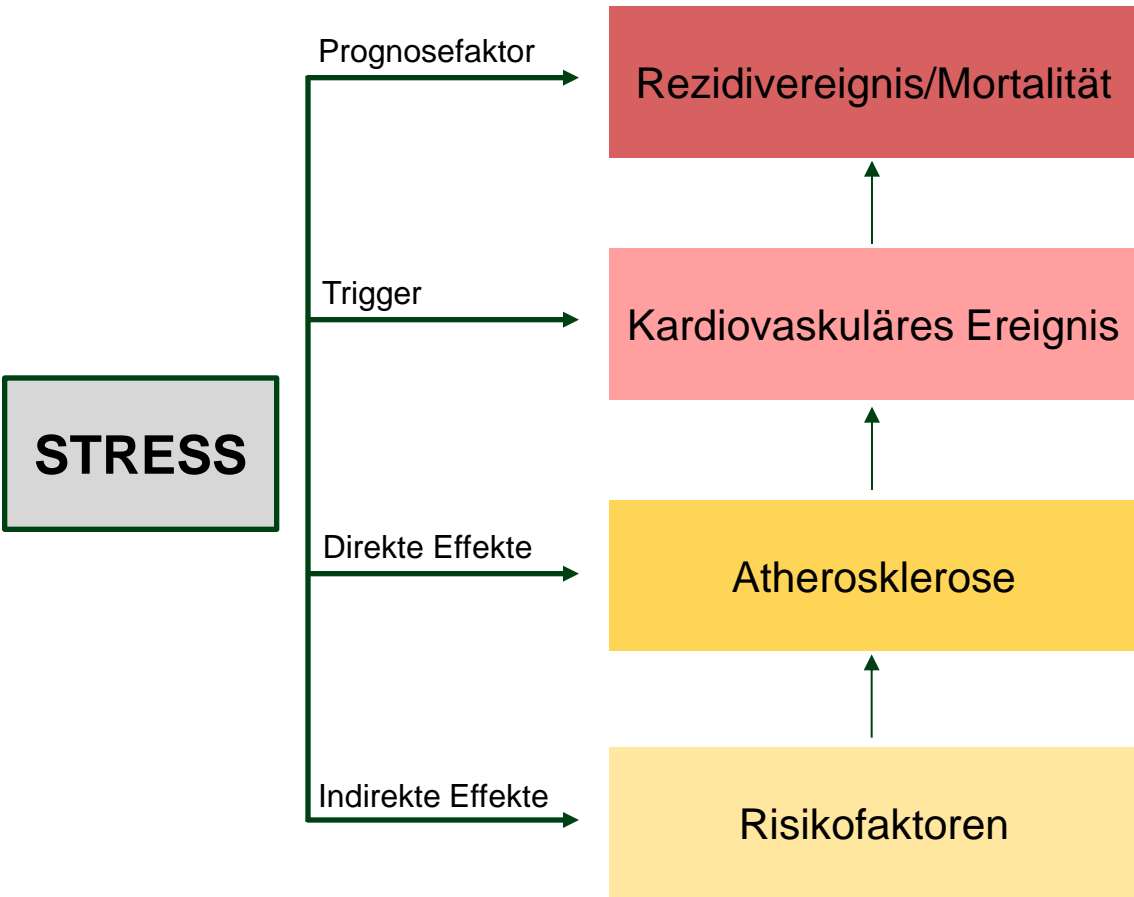 Prognosefaktor
Rezidivereignis/Mortalität
Trigger
Kardiovaskuläres Ereignis
STRESS
Direkte Effekte
Atherosklerose
Indirekte Effekte
Risikofaktoren